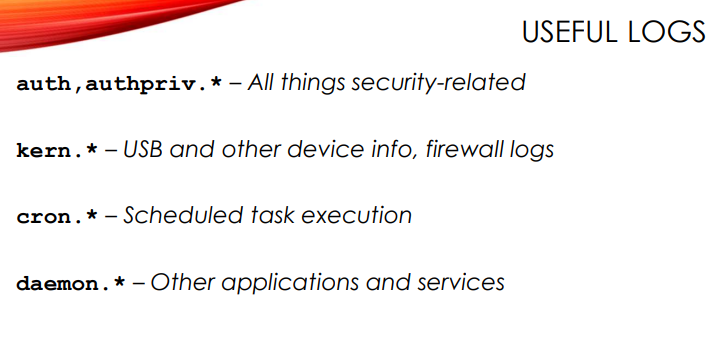 USEFUL LOGS
auth,authpriv.* – All things security-related
kern.* – USB and other device info, firewall logs
cron.* – Scheduled task execution
daemon.* – Other applications and services